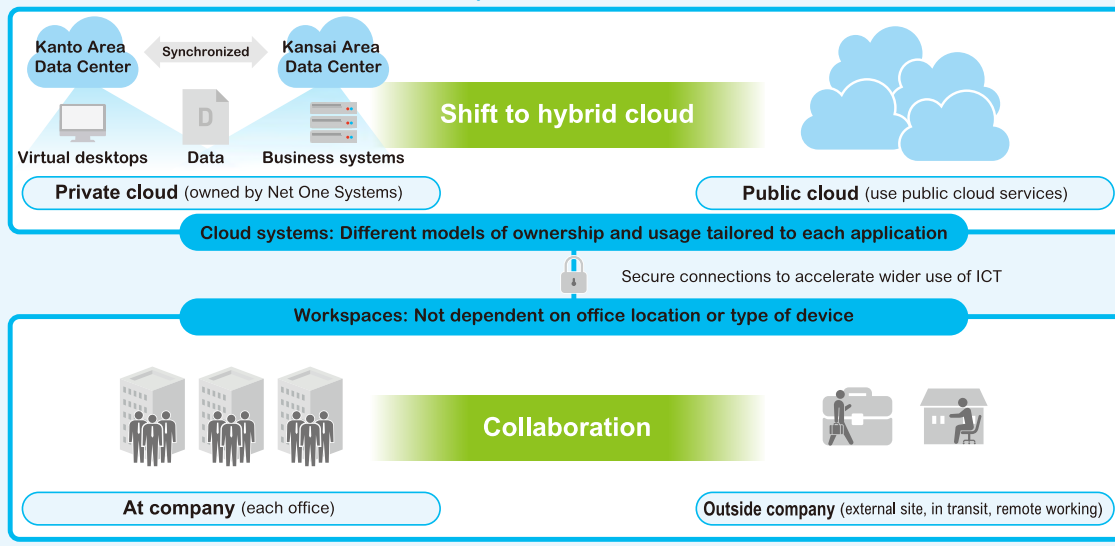 Kanto Area
Data Center
Synchronized
Kansai Area
Data Center
Shift to hybrid cloud
D
Virtual desktops
Data
Business systems
Private cloud (owned by Net One Systems)
Public cloud (use public cloud services)
Cloud systems: Different models of ownership and usage tailored to each application
Secure connections to accelerate wider use of ICT
Workspaces: Not dependent on office location or type of device
Collaboration
At company (each office)
Outside company (external site, in transit, remote working)